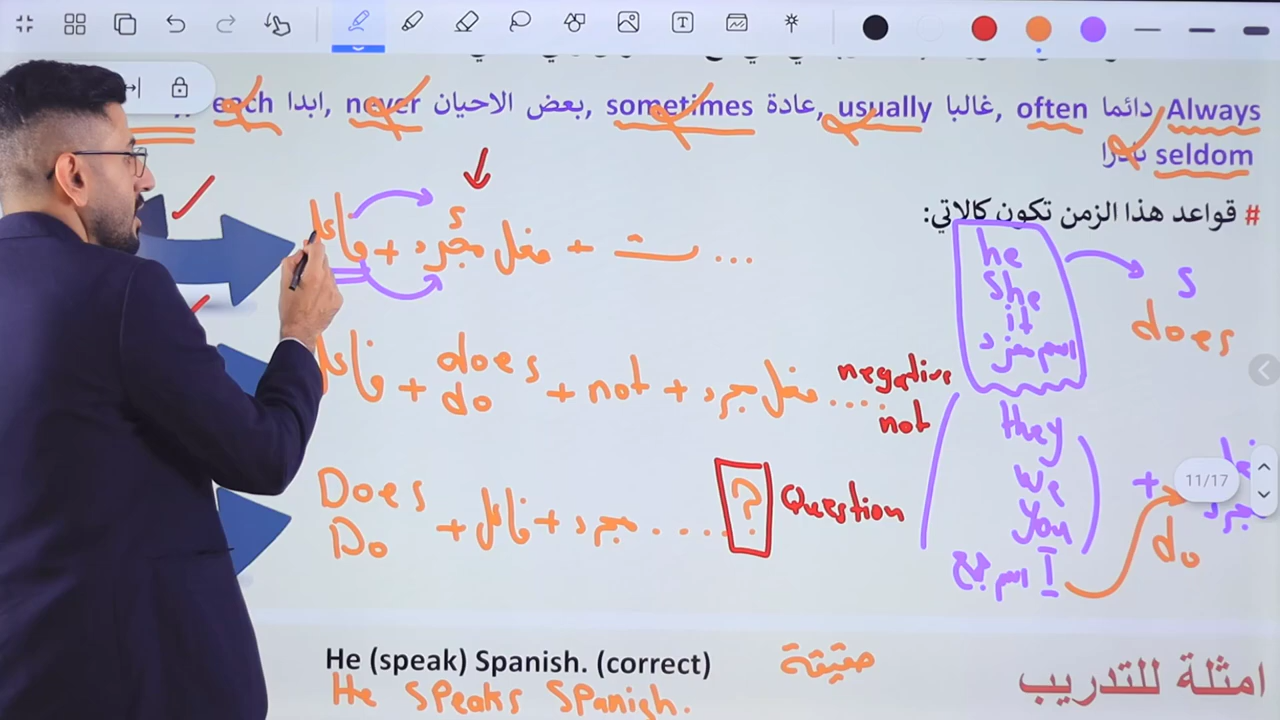 Always دائما, often غالبا, usually عادة, sometimes بعض الاحيان, never ابدا, each
seldom نادرا
# قواعد هذا الزمن تكون كالاتي:
فاعل + فعل مجرد s + ت ...
he
she
it
اسم مفرد
s
does
فاعل + does do + not + فعل مجرد ....
negative
not
they
we
you
I اسم جمع
+ do
فعل مجرد
11/17
Does Do + فاعل + مجرد .... ? Question
He (speak) Spanish. (correct) حقيقة
He speaks Spanish.
امثلة للتدريب